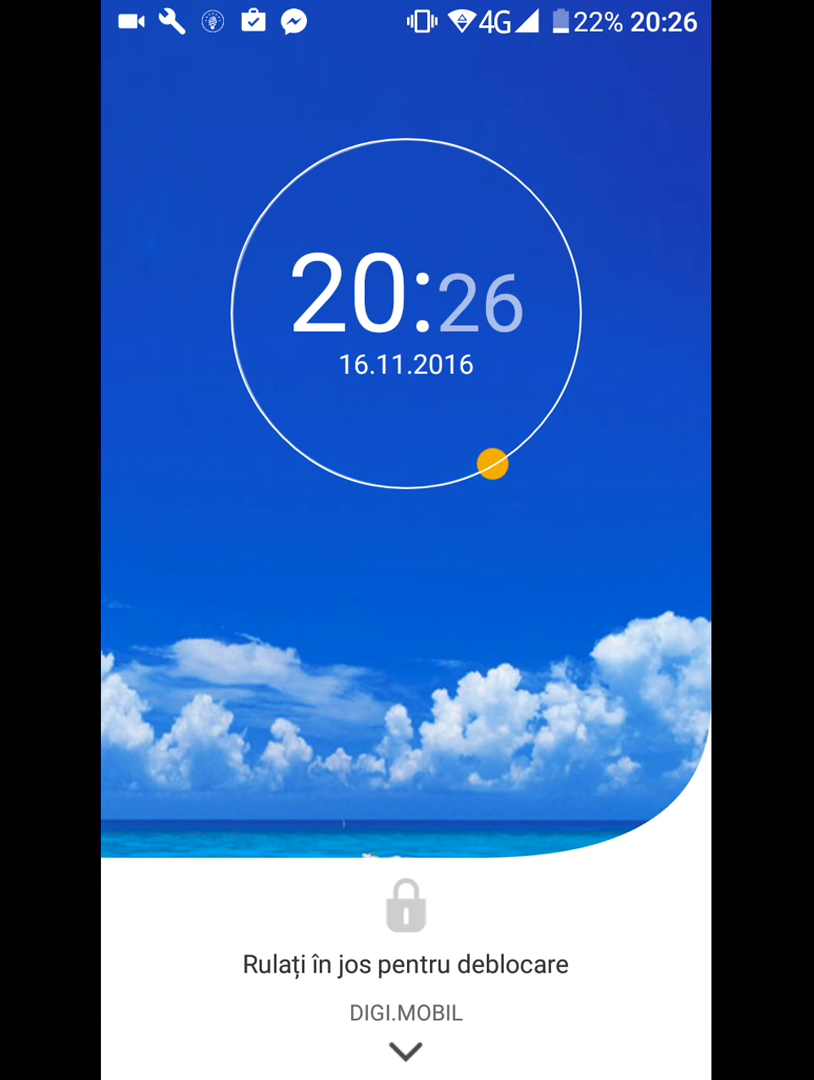 4G 22% 20:26
20:26
16.11.2016
Rulați în jos pentru deblocare
DIGI.MOBIL